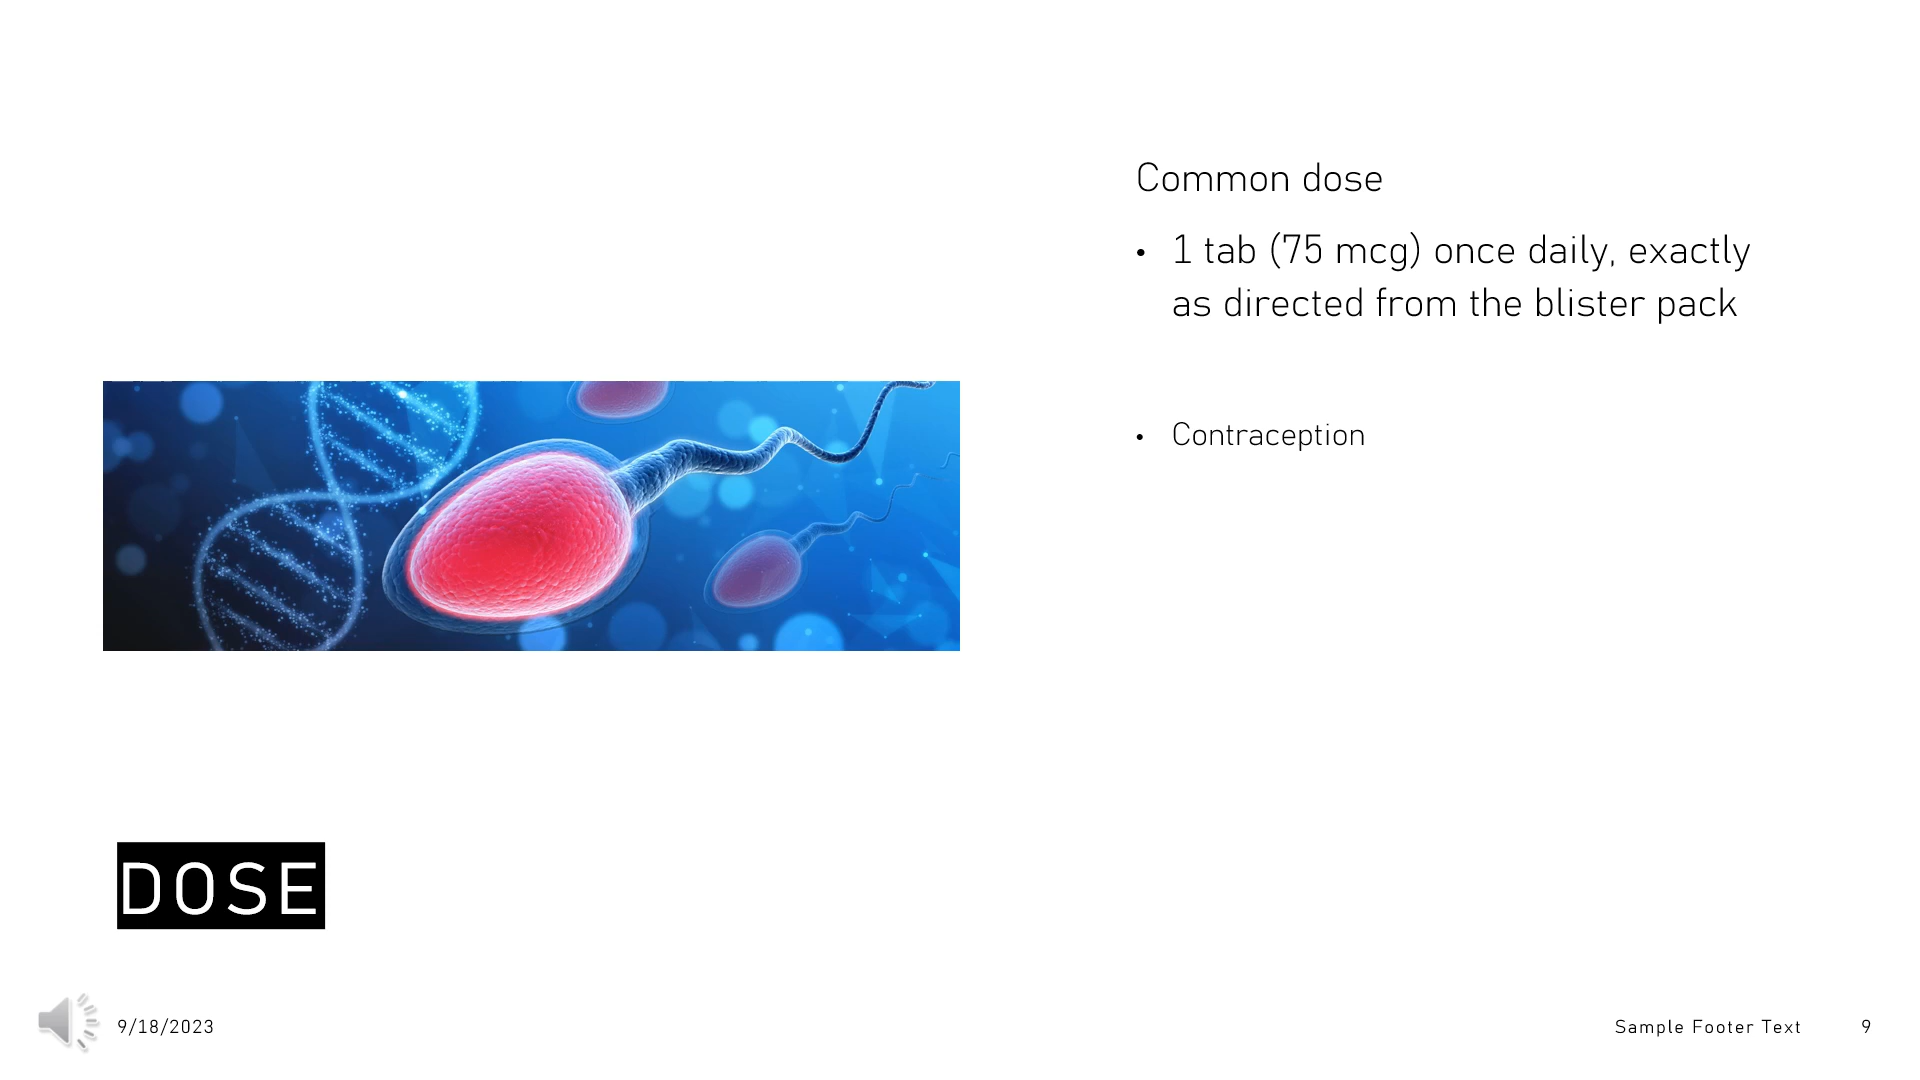 Common dose
• 1 tab (75 mcg) once daily, exactly
as directed from the blister pack
• Contraception
DOSE
9/18/2023
Sample Footer Text
9